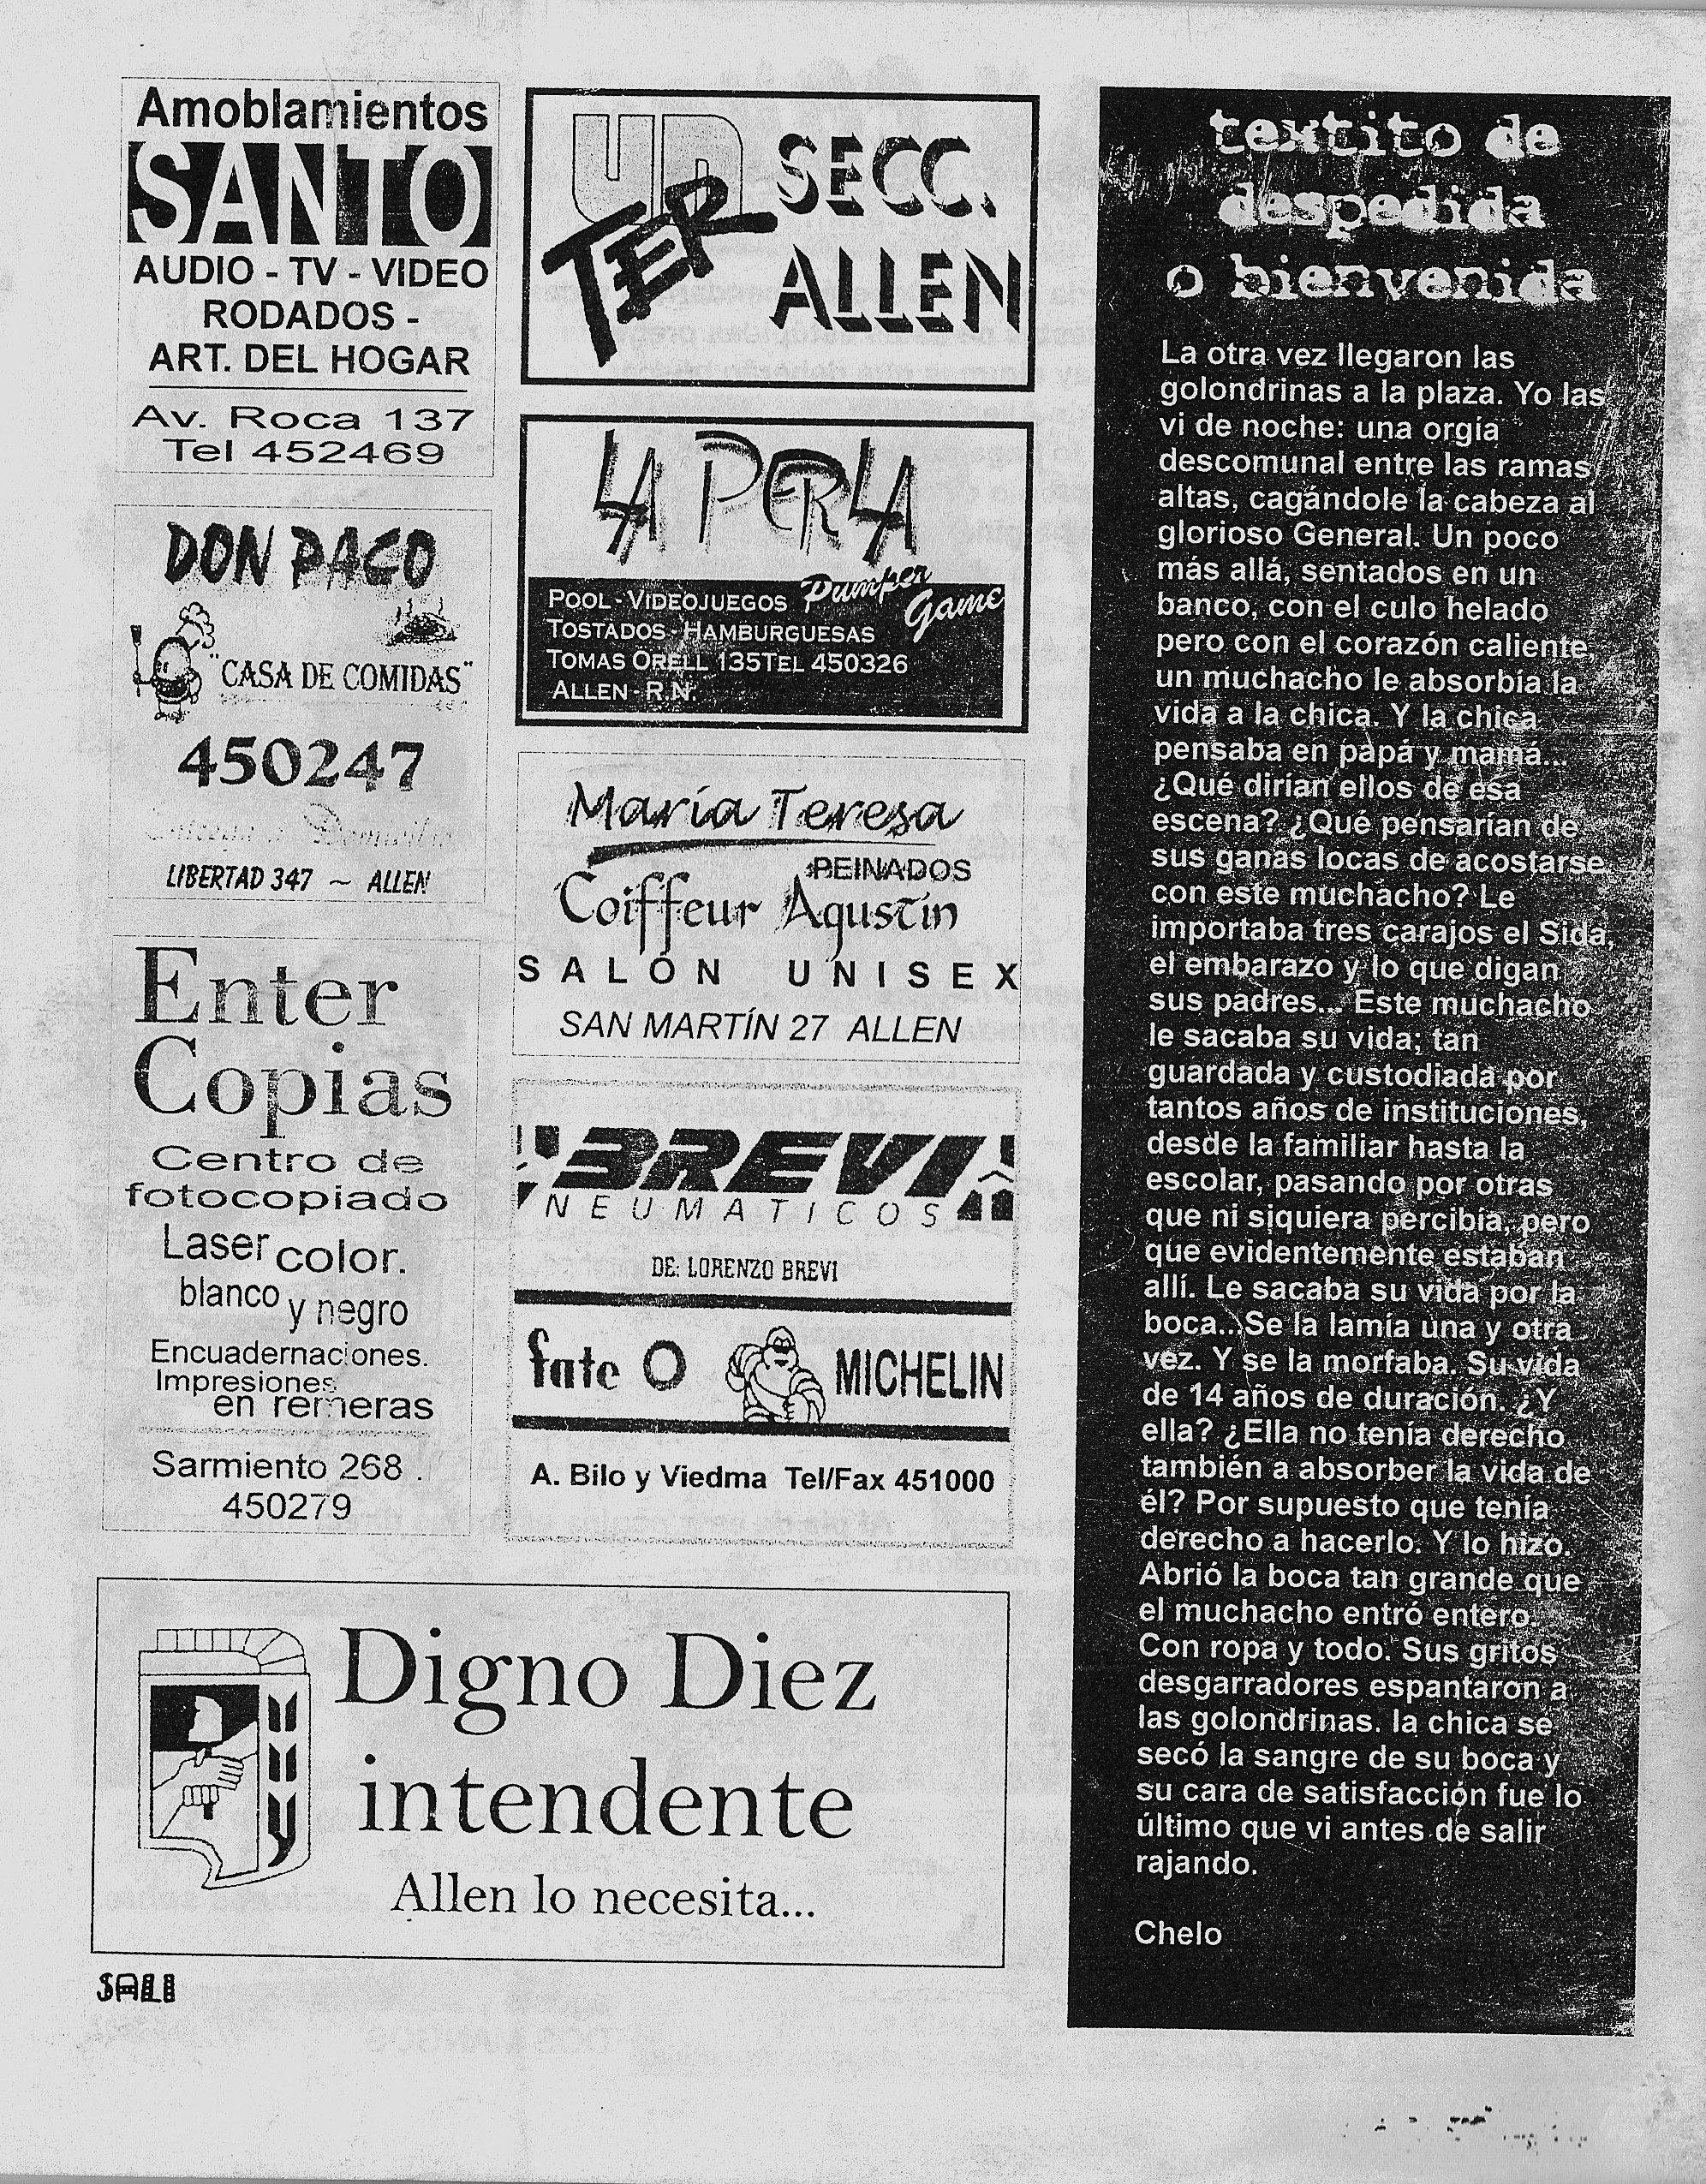 Amoblamientos
SANTO
AUDIO - TV - VIDEO
RODADOS -
ART. DEL HOGAR
Av. Roca 137
Tel 452469
DON PACO
"CASA DE COMIDAS"
450247
LIBERTAD 347 ~ ALLEN
Enter
Copias
Centro de
fotocopiado
Laser color.
blanco y negro
Encuadernaciones.
Impresiones
en remeras
Sarmiento 268 .
450279
UN
TER
SECC.
ALLEN
LA PERLA
Pumper
Game
POOL - VIDEOJUEGOS
TOSTADOS - HAMBURGUESAS
TOMAS ORELL 135TEL 450326
ALLEN - R.N.
María Teresa
PEINADOS
Coiffeur Agustín
SALÓN UNISEX
SAN MARTÍN 27 ALLEN
BREVI
NEUMATICOS
DE: LORENZO BREVI
fate O MICHELIN
A. Bilo y Viedma Tel/Fax 451000
Digno Diez
intendente
Allen lo necesita...
SALI
textito de
despedida
o bienvenida
La otra vez llegaron las
golondrinas a la plaza. Yo las
vi de noche: una orgía
descomunal entre las ramas
altas, cagándole la cabeza al
glorioso General. Un poco
más allá, sentados en un
banco, con el culo helado
pero con el corazón caliente
un muchacho le absorbía la
vida a la chica. Y la chica
pensaba en papá y mamá...
¿Qué dirían ellos de esa
escena? ¿Qué pensarían de
sus ganas locas de acostarse
con este muchacho? Le
importaba tres carajos el Sida,
el embarazo y lo que digan
sus padres... Este muchacho
le sacaba su vida; tan
guardada y custodiada por
tantos años de instituciones,
desde la familiar hasta la
escolar, pasando por otras
que ni siquiera percibía, pero
que evidentemente estaban
allí. Le sacaba su vida por la
boca...Se la lamía una y otra
vez. Y se la morfaba. Su vida
de 14 años de duración. ¿Y
ella? ¿Ella no tenía derecho
también a absorber la vida de
él? Por supuesto que tenía
derecho a hacerlo. Y lo hizo.
Abrió la boca tan grande que
el muchacho entró entero.
Con ropa y todo. Sus gritos
desgarradores espantaron a
las golondrinas. la chica se
secó la sangre de su boca y
su cara de satisfacción fue lo
último que vi antes de salir
rajando.
Chelo